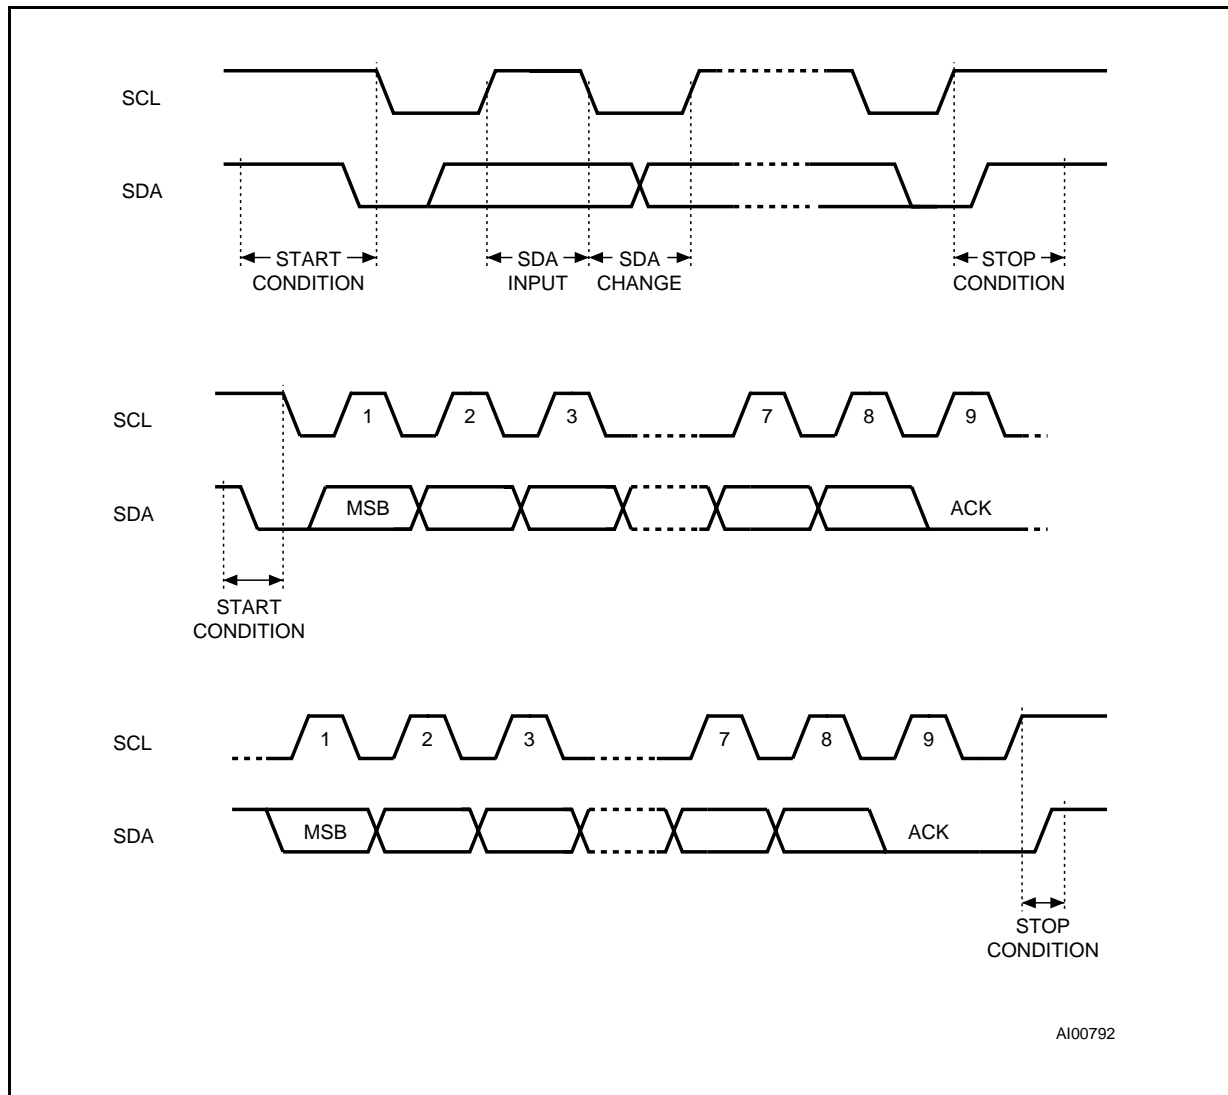 SCL
SDA
START
CONDITION
SDA
INPUT
SDA
CHANGE
STOP
CONDITION
SCL
1 2 3 7 8 9
SDA
MSB
ACK
START
CONDITION
SCL
1 2 3 7 8 9
SDA
MSB
ACK
STOP
CONDITION
AI00792